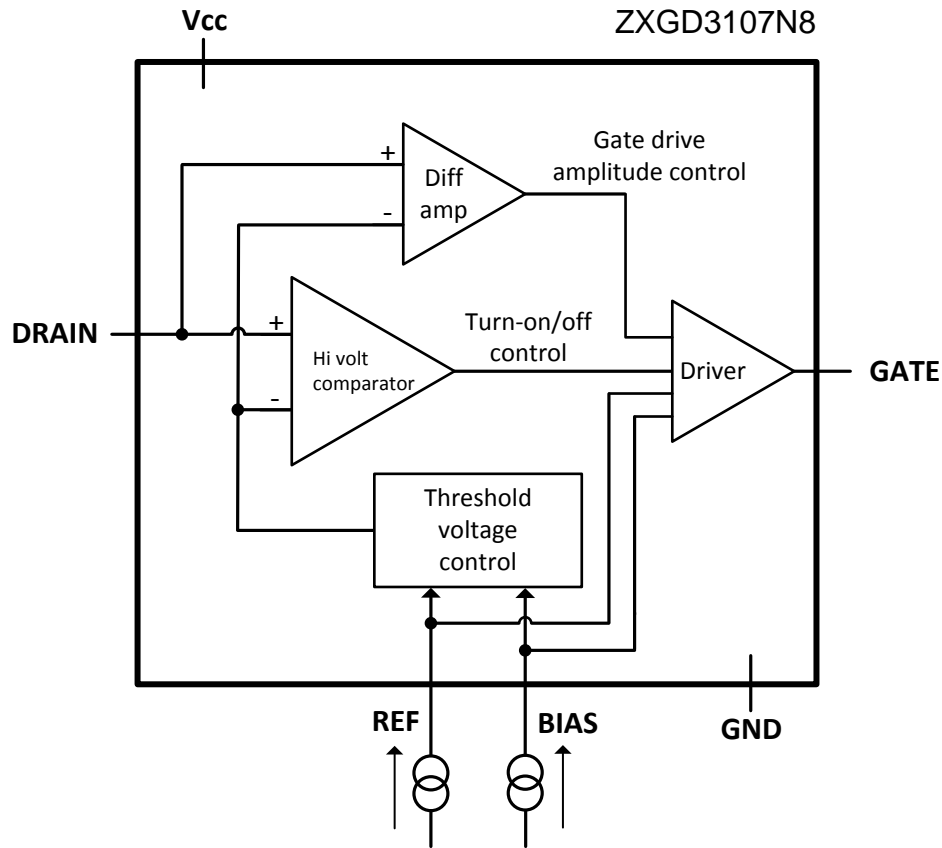 Vcc
ZXGD3107N8
Gate drive
amplitude control
+
Diff
amp
-
DRAIN
+
Hi volt
comparator
-
Turn-on/off
control
Driver
GATE
Threshold
voltage
control
REF
BIAS
GND